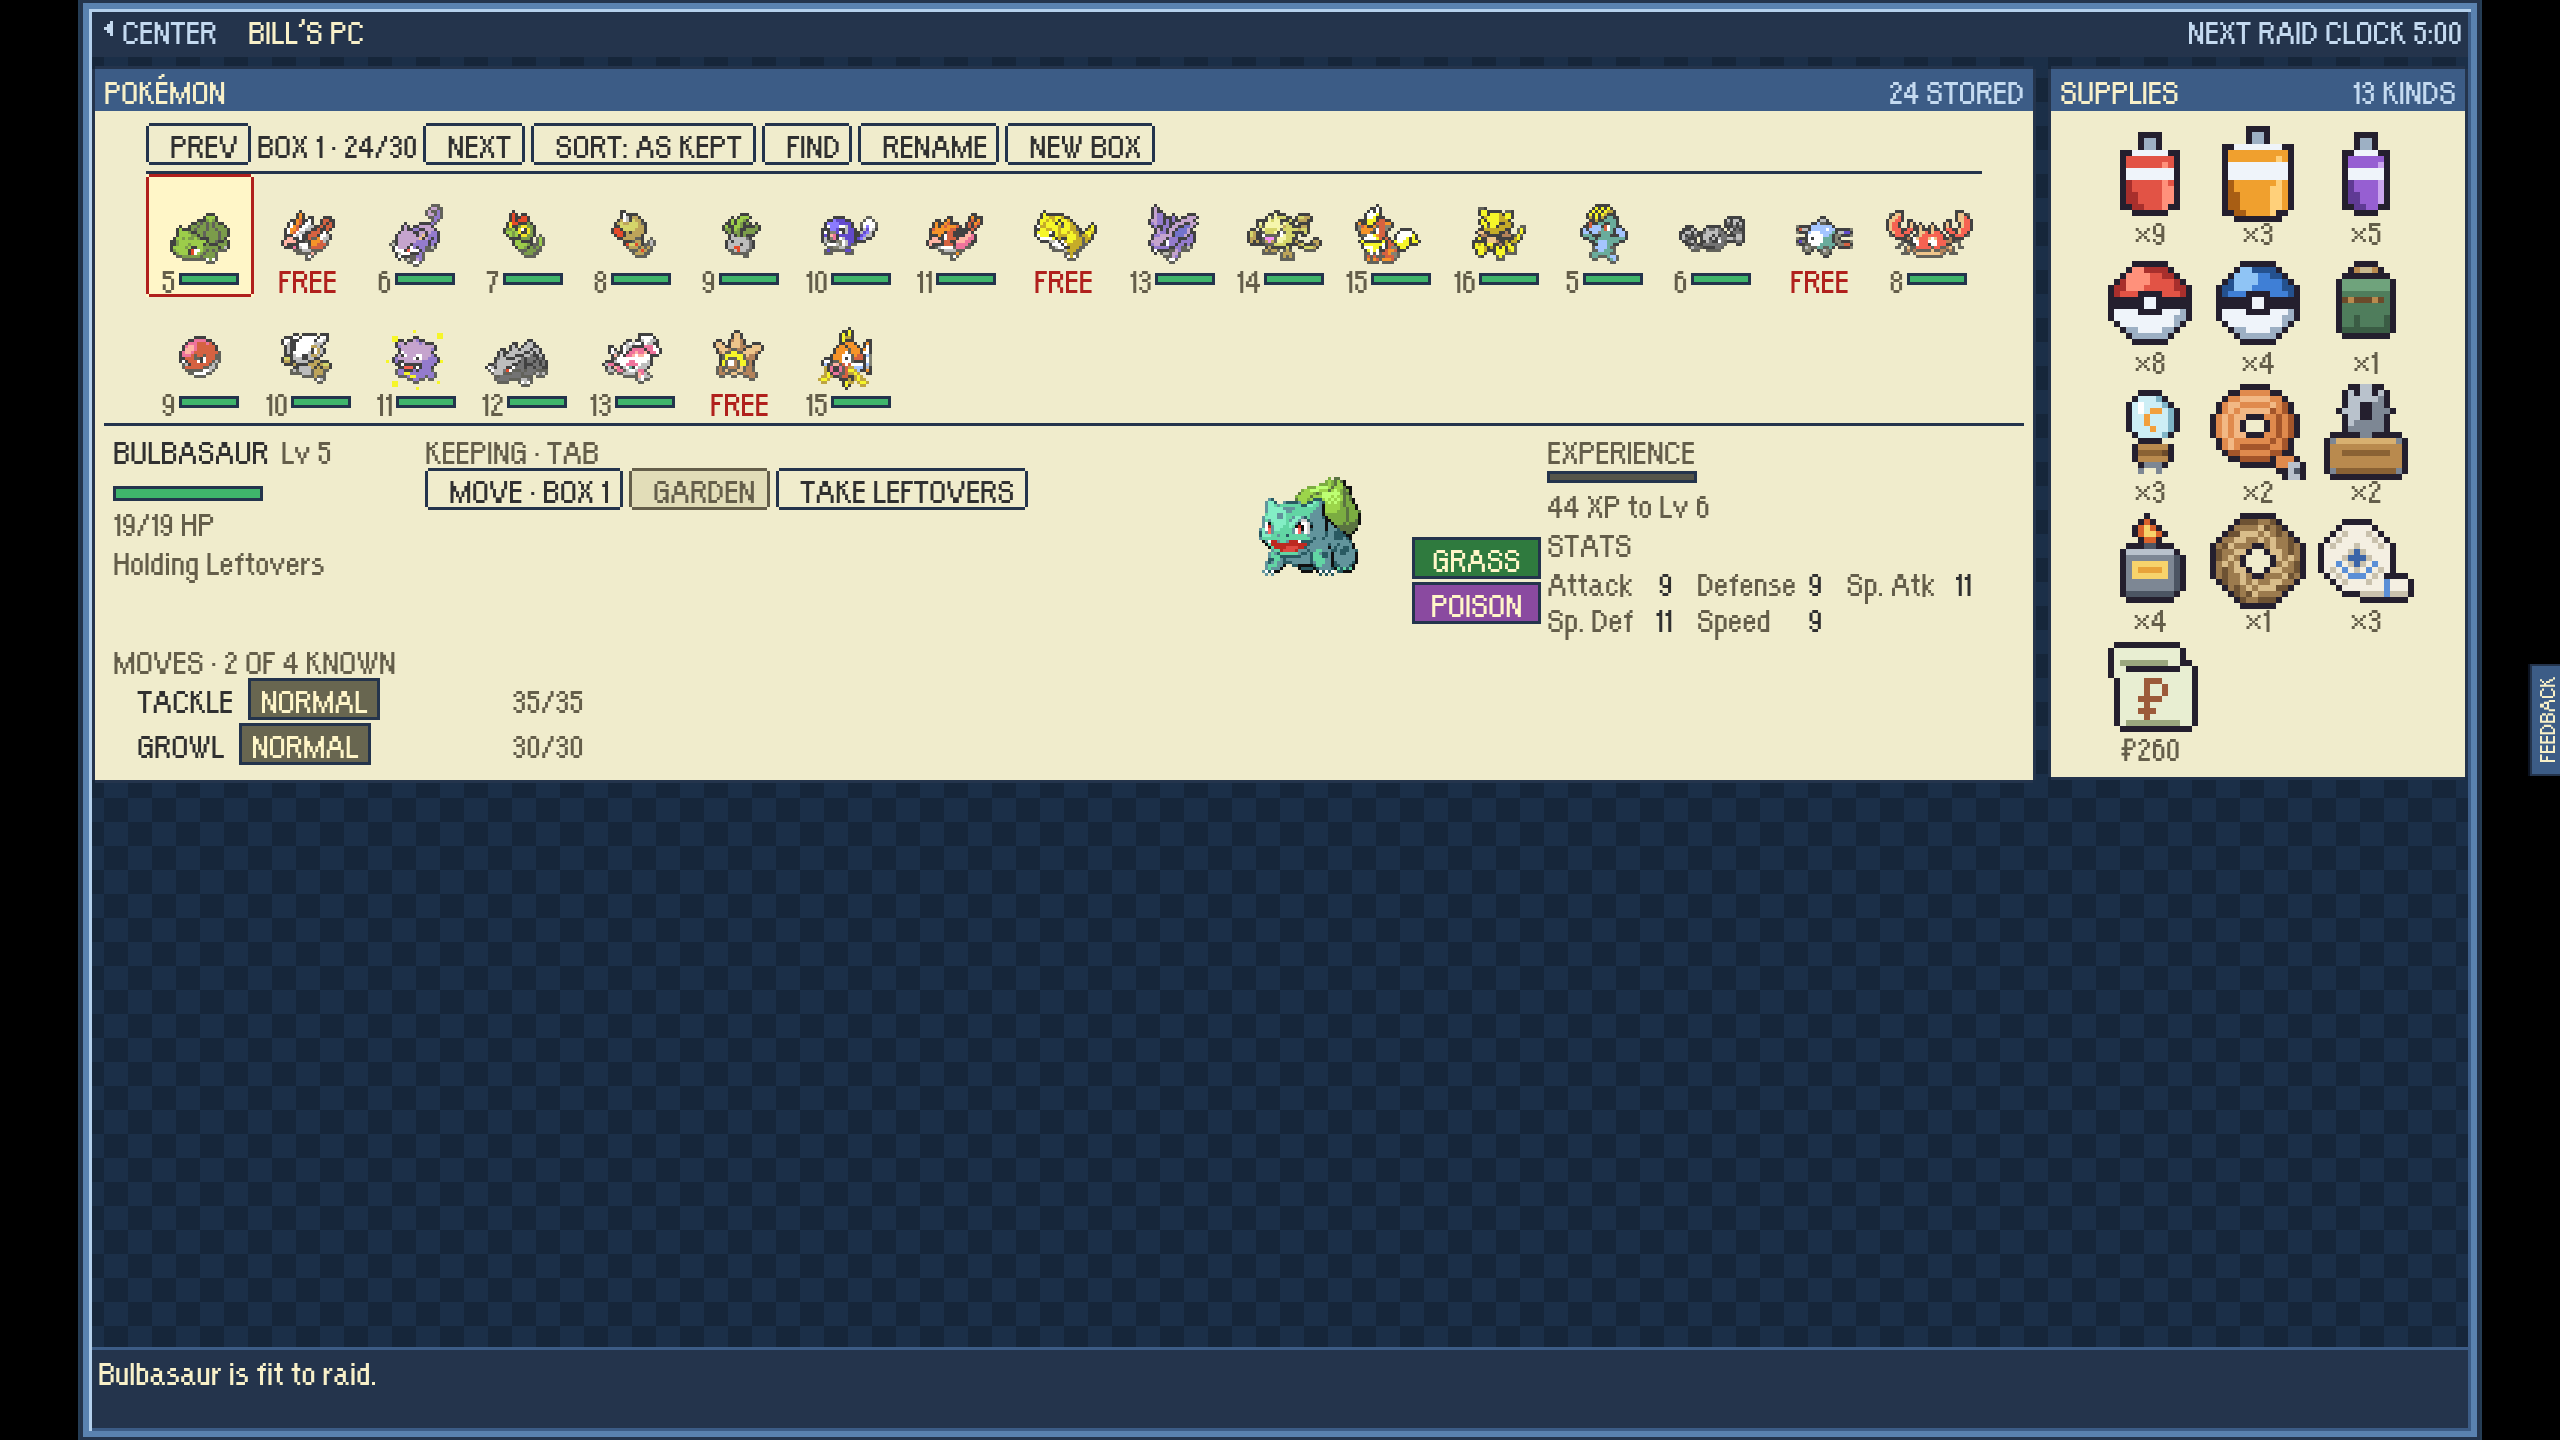 CENTER BILL'S PC NEXT RAID CLOCK 5:00
POKÉMON 24 STORED
PREV BOX 1 · 24/30 NEXT SORT: AS KEPT FIND RENAME NEW BOX
5 FREE 6 7 8 9 10 11 FREE 13 14 15 16 5 6 FREE 8
9 10 11 12 13 FREE 15
BULBASAUR Lv 5
19/19 HP
Holding Leftovers
KEEPING · TAB
MOVE · BOX 1 GARDEN TAKE LEFTOVERS
GRASS
POISON
EXPERIENCE
44 XP to Lv 6
STATS
Attack 9 Defense 9 Sp. Atk 11
Sp. Def 11 Speed 9
MOVES · 2 OF 4 KNOWN
TACKLE NORMAL 35/35
GROWL NORMAL 30/30
SUPPLIES 13 KINDS
×9 ×3 ×5
×8 ×4 ×1
×3 ×2 ×2
×4 ×1 ×3
₽
₽260
FEEDBACK
Bulbasaur is fit to raid.